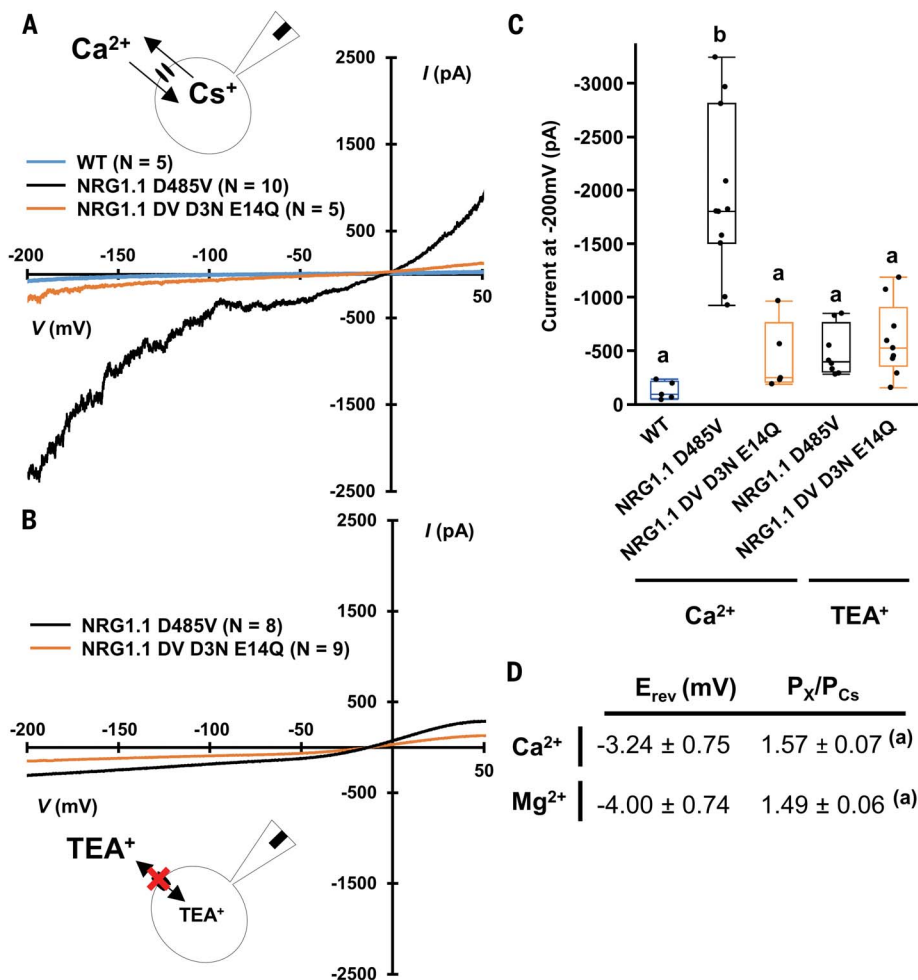 A
Ca²⁺
Cs⁺
2500
I (pA)
1500
500
-500
-1500
-2500
WT (N = 5)
NRG1.1 D485V (N = 10)
NRG1.1 DV D3N E14Q (N = 5)
-200
-150
-100
-50
50
V (mV)
B
2500
I (pA)
1500
500
-500
-1500
-2500
NRG1.1 D485V (N = 8)
NRG1.1 DV D3N E14Q (N = 9)
-200
-150
-100
-50
50
V (mV)
TEA⁺
TEA⁺
C
Current at -200mV (pA)
-3000
-2500
-2000
-1500
-1000
-500
0
a
b
a
a
a
WT
NRG1.1 D485V
NRG1.1 DV D3N E14Q
NRG1.1 D485V
NRG1.1 DV D3N E14Q
Ca²⁺
TEA⁺
D
E_rev (mV) P_X/P_Cs
Ca²⁺ -3.24 ± 0.75 1.57 ± 0.07 (a)
Mg²⁺ -4.00 ± 0.74 1.49 ± 0.06 (a)